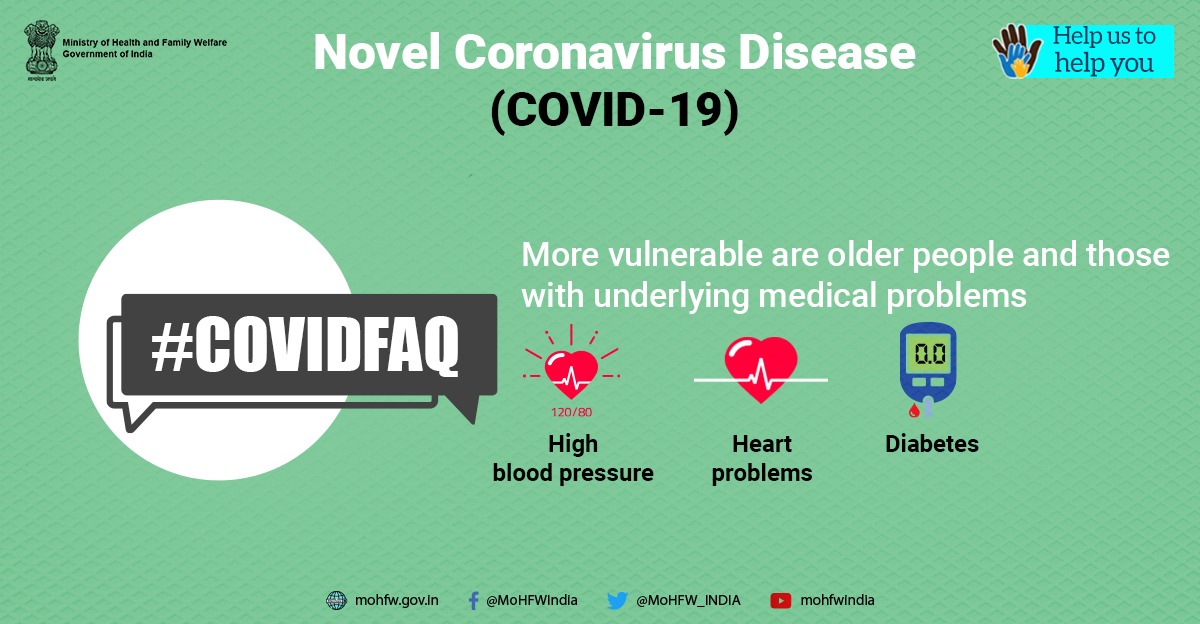 Ministry of Health and Family Welfare
Government of India
Novel Coronavirus Disease
(COVID-19)
Help us to
help you
#COVIDFAQ
More vulnerable are older people and those
with underlying medical problems
120/80
0.0
High
blood pressure
Heart
problems
Diabetes
mohfw.gov.in
@MoHFWIndia
@MoHFW_INDIA
mohfwindia